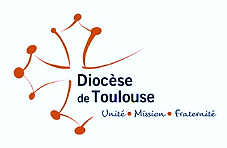 Diocèse
de Toulouse
Unité • Mission • Fraternité